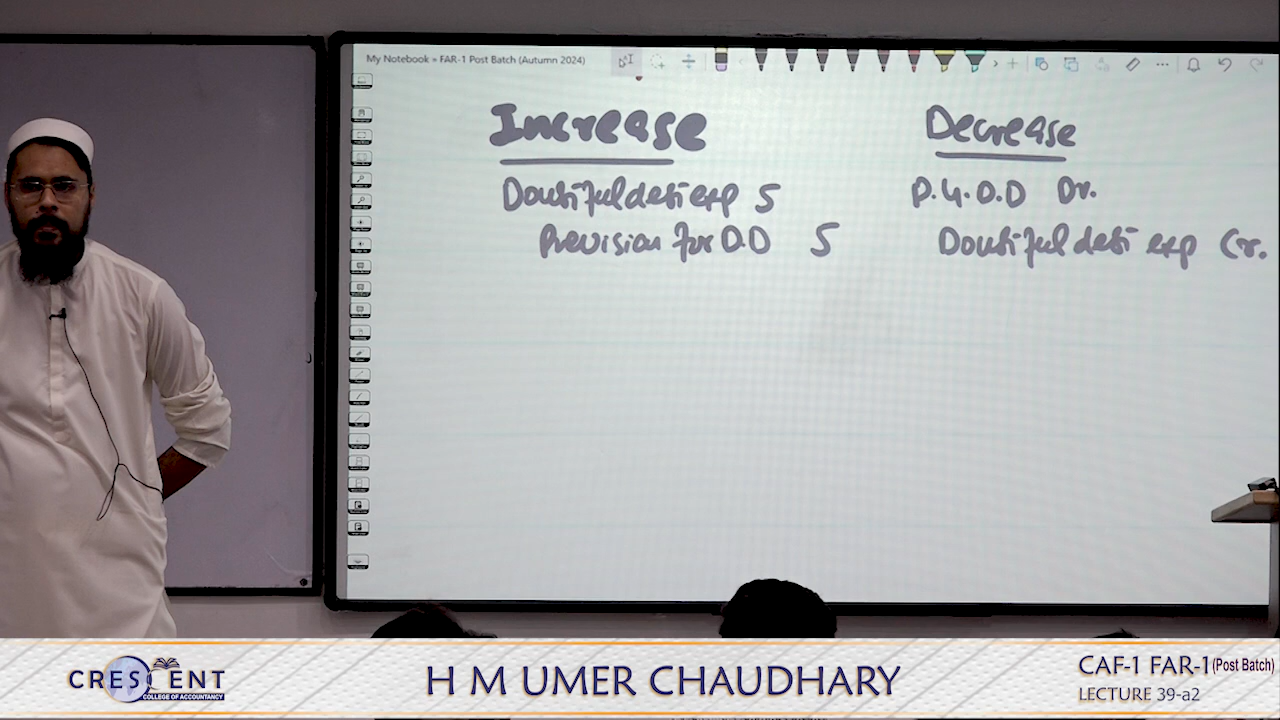 My Notebook » FAR-1 Post Batch (Autumn 2024)
Increase
Decrease
Doubtful debt exp 5
Provision for D.D 5
P.4.D.D Dr.
Doubtful debt exp Cr.
CRESCENT
COLLEGE OF ACCOUNTANCY
H M UMER CHAUDHARY
CAF-1 FAR-1 (Post Batch)
LECTURE 39-a2